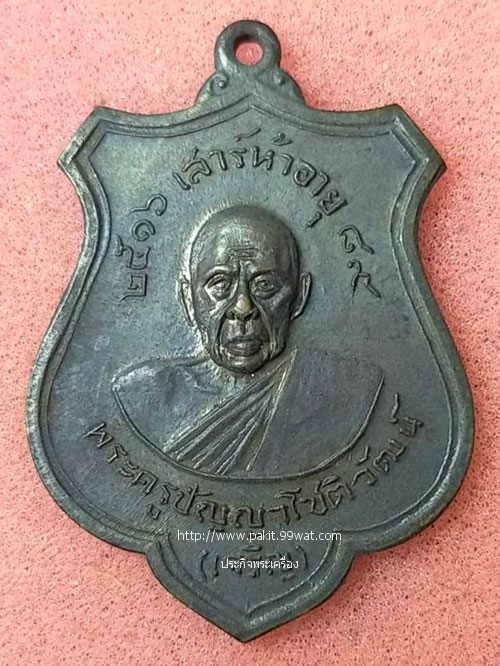 ๒๕๑๖ เสาร์ห้าอายุ ๘๙
พระครูปัญญาโชติวัฒน์
http://www.pakit.99wat.com
(เจริญ)
ประกิจพระเครื่อง